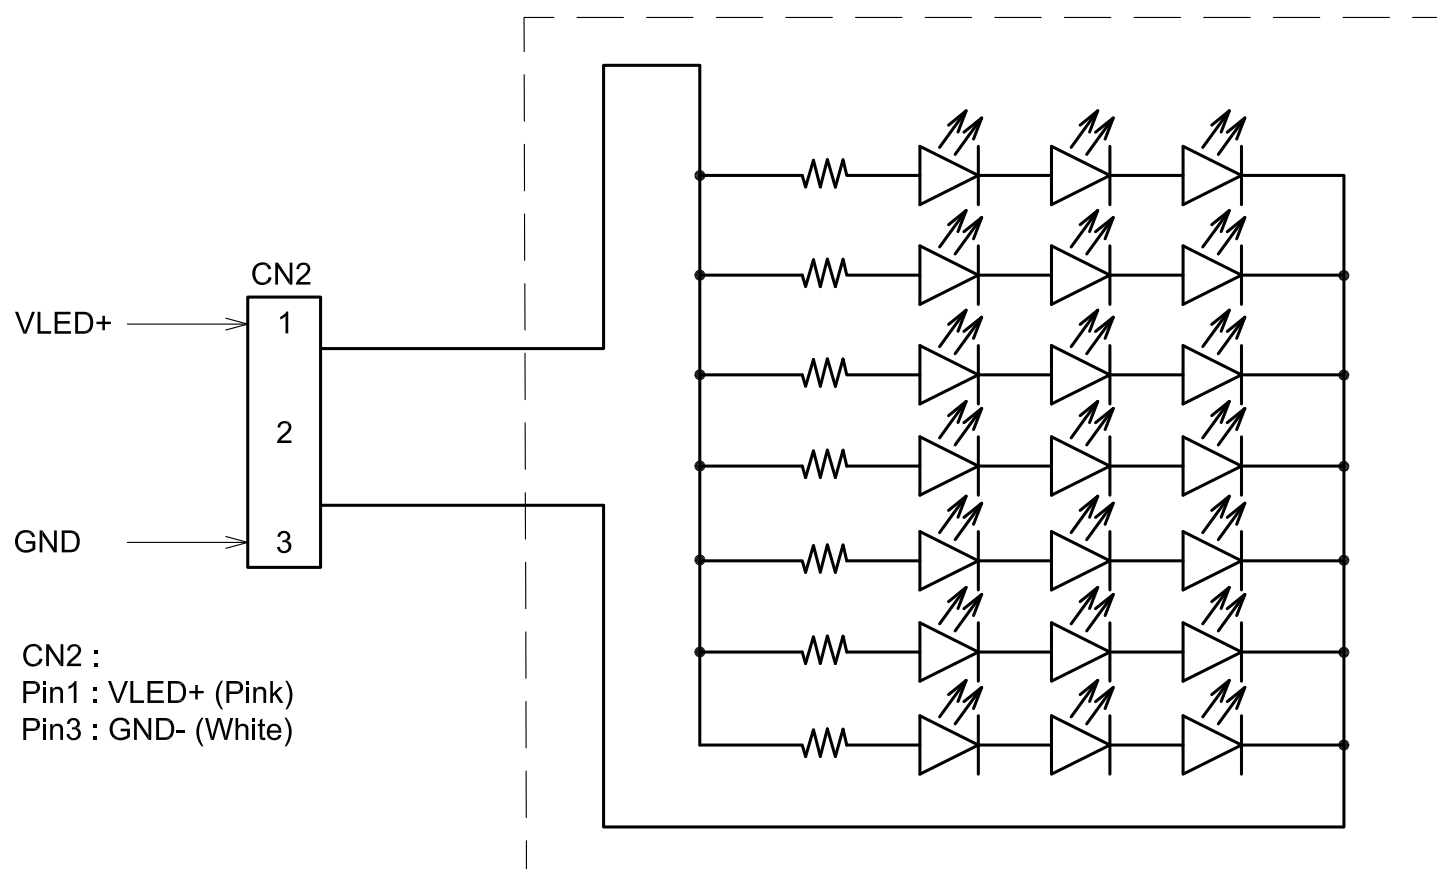 CN2
VLED+
1
2
GND
3
CN2 :
Pin1 : VLED+ (Pink)
Pin3 : GND- (White)